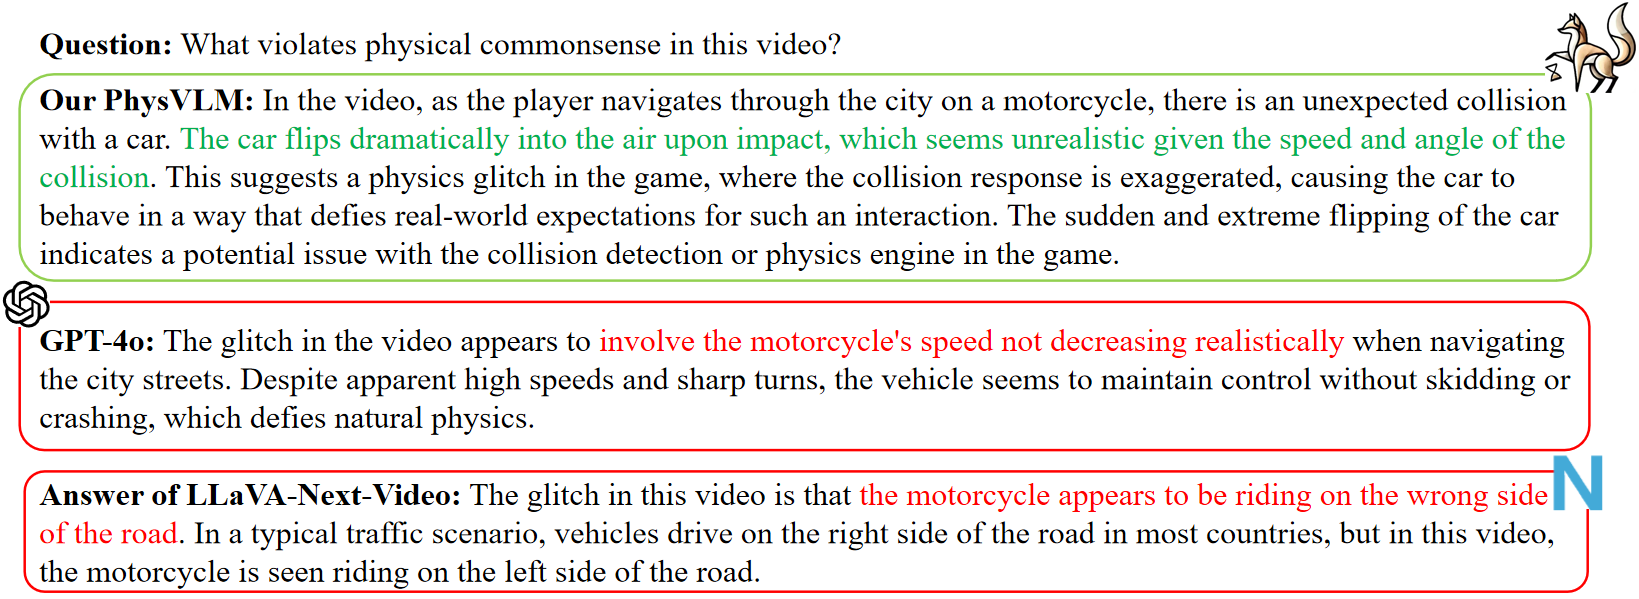 Question: What violates physical commonsense in this video?
Our PhysVLM: In the video, as the player navigates through the city on a motorcycle, there is an unexpected collision
with a car. The car flips dramatically into the air upon impact, which seems unrealistic given the speed and angle of the
collision. This suggests a physics glitch in the game, where the collision response is exaggerated, causing the car to
behave in a way that defies real-world expectations for such an interaction. The sudden and extreme flipping of the car
indicates a potential issue with the collision detection or physics engine in the game.
GPT-4o: The glitch in the video appears to involve the motorcycle's speed not decreasing realistically when navigating
the city streets. Despite apparent high speeds and sharp turns, the vehicle seems to maintain control without skidding or
crashing, which defies natural physics.
Answer of LLaVA-Next-Video: The glitch in this video is that the motorcycle appears to be riding on the wrong side
N
of the road. In a typical traffic scenario, vehicles drive on the right side of the road in most countries, but in this video,
the motorcycle is seen riding on the left side of the road.